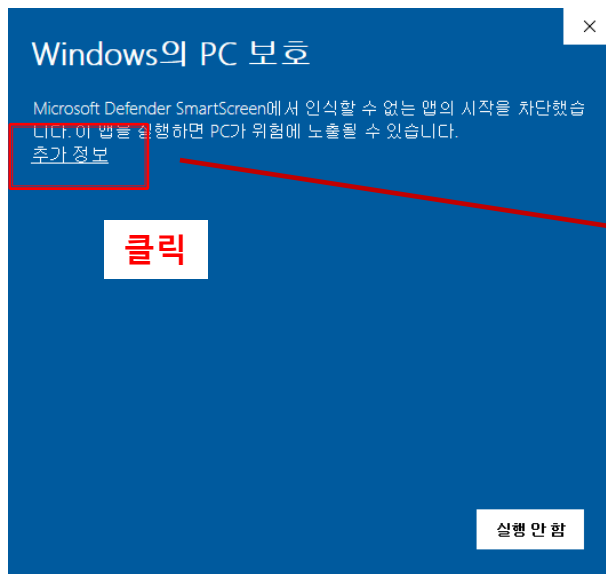 Windows의 PC 보호
Microsoft Defender SmartScreen에서 인식할 수 없는 앱의 시작을 차단했습
니다. 이 앱을 실행하면 PC가 위험에 노출될 수 있습니다.
추가 정보
클릭
실행 안 함